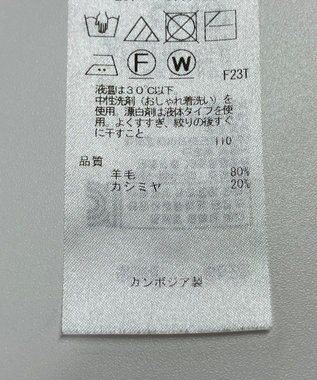 F W
F23T
液温は30℃以下
中性洗剤(おしゃれ着洗い)を
使用 漂白剤は液体タイプを使
用。よくすすぎ、絞りの後すぐ
に干すこと
110
品質
羊毛 80%
カシミヤ 20%
カンボジア製